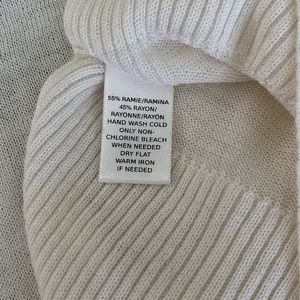 55% RAMIE/RAMINA
45% RAYON/
RAYONNE/RAYÓN
HAND WASH COLD
ONLY NON-
CHLORINE BLEACH
WHEN NEEDED
DRY FLAT
WARM IRON
IF NEEDED